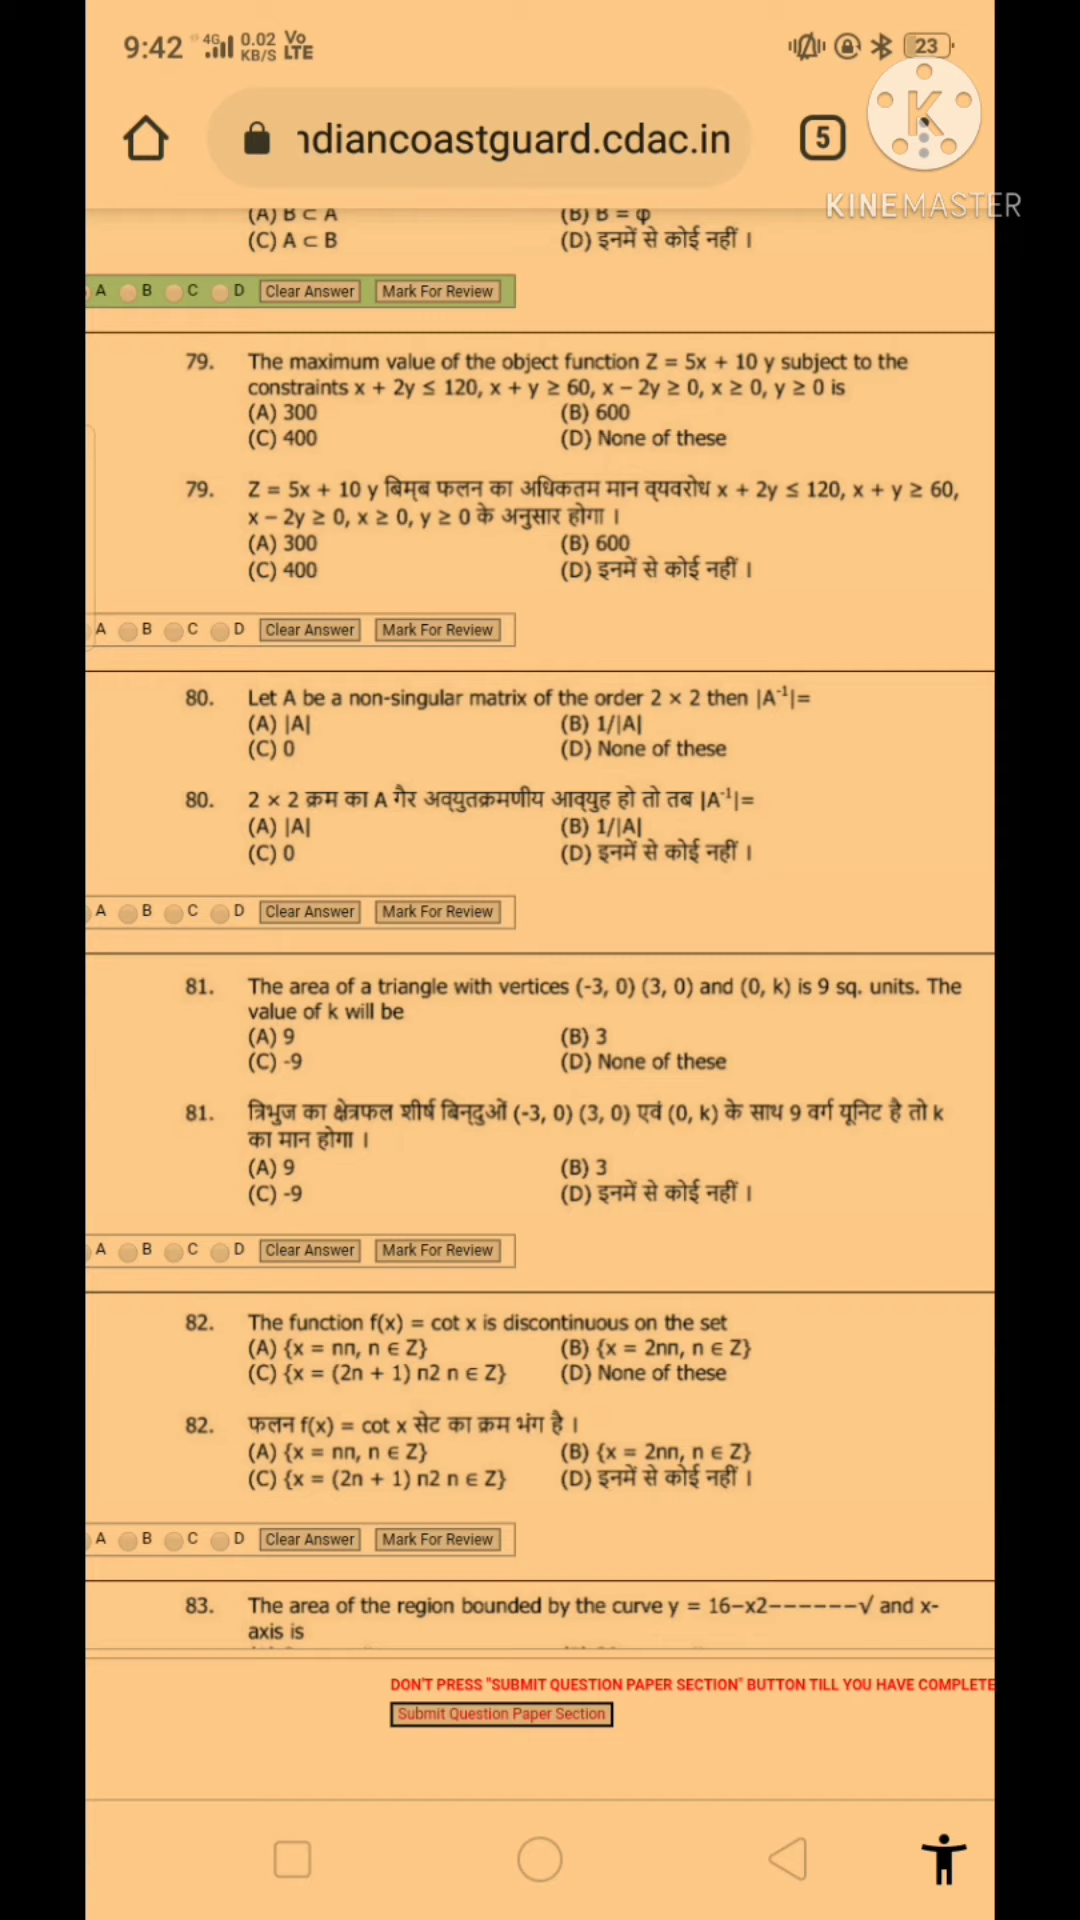 9:42 4G 0.02 KB/S Vo LTE 23
ndiancoastguard.cdac.in 5
K
KINEMASTER
(A) B ⊂ A (B) B = φ
(C) A ⊂ B (D) इनमें से कोई नहीं ।
A B C D Clear Answer Mark For Review
79. The maximum value of the object function Z = 5x + 10 y subject to the
constraints x + 2y ≤ 120, x + y ≥ 60, x – 2y ≥ 0, x ≥ 0, y ≥ 0 is
(A) 300 (B) 600
(C) 400 (D) None of these
79. Z = 5x + 10 y बिम्‌ब फलन का अधिकतम मान व्‌यवरोध x + 2y ≤ 120, x + y ≥ 60,
x – 2y ≥ 0, x ≥ 0, y ≥ 0 के अनुसार होगा ।
(A) 300 (B) 600
(C) 400 (D) इनमें से कोई नहीं ।
A B C D Clear Answer Mark For Review
80. Let A be a non-singular matrix of the order 2 × 2 then |A⁻¹|=
(A) |A| (B) 1/|A|
(C) 0 (D) None of these
80. 2 × 2 क्रम का A गैर अव्‌युतक्रमणीय आव्‌युह हो तो तब |A⁻¹|=
(A) |A| (B) 1/|A|
(C) 0 (D) इनमें से कोई नहीं ।
A B C D Clear Answer Mark For Review
81. The area of a triangle with vertices (-3, 0) (3, 0) and (0, k) is 9 sq. units. The
value of k will be
(A) 9 (B) 3
(C) -9 (D) None of these
81. त्रिभुज का क्षेत्रफल शीर्ष बिन्‌दुओं (-3, 0) (3, 0) एवं (0, k) के साथ 9 वर्ग यूनिट है तो k
का मान होगा ।
(A) 9 (B) 3
(C) -9 (D) इनमें से कोई नहीं ।
A B C D Clear Answer Mark For Review
82. The function f(x) = cot x is discontinuous on the set
(A) {x = nп, n ∈ Z} (B) {x = 2nп, n ∈ Z}
(C) {x = (2n + 1) п2 n ∈ Z} (D) None of these
82. फलन f(x) = cot x सेट का क्रम भंग है ।
(A) {x = nп, n ∈ Z} (B) {x = 2nп, n ∈ Z}
(C) {x = (2n + 1) п2 n ∈ Z} (D) इनमें से कोई नहीं ।
A B C D Clear Answer Mark For Review
83. The area of the region bounded by the curve y = 16−x2−−−−−−√ and x-
axis is
DON'T PRESS "SUBMIT QUESTION PAPER SECTION" BUTTON TILL YOU HAVE COMPLETE
Submit Question Paper Section